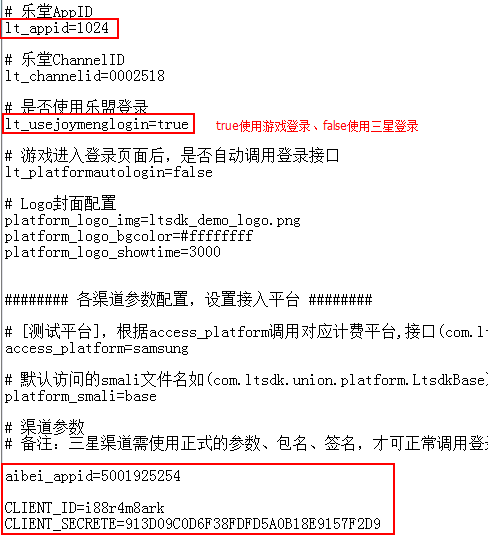 # 乐堂AppID
lt_appid=1024
# 乐堂ChannelID
lt_channelid=0002518
# 是否使用乐盟登录
lt_usejoymenglogin=true true使用游戏登录、false使用三星登录
# 游戏进入登录页面后，是否自动调用登录接口
lt_platformautologin=false
# Logo封面配置
platform_logo_img=ltsdk_demo_logo.png
platform_logo_bgcolor=#ffffffff
platform_logo_showtime=3000
######## 各渠道参数配置，设置接入平台 ########
# [测试平台]，根据access_platform调用对应计费平台,接口(com.lt
access_platform=samsung
# 默认访问的smali文件名如(com.ltsdk.union.platform.LtsdkBase)
platform_smali=base
# 渠道参数
# 备注：三星渠道需使用正式的参数、包名、签名，才可正常调用登
aibei_appid=5001925254
CLIENT_ID=i88r4m8ark
CLIENT_SECRETE=913D09C0D6F38FDFD5A0B18E9157F2D9